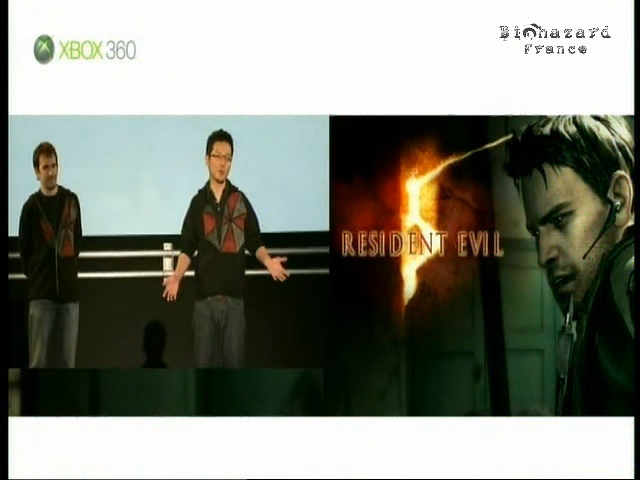 XBOX 360
Biohazard
France
RESIDENT EVIL
5